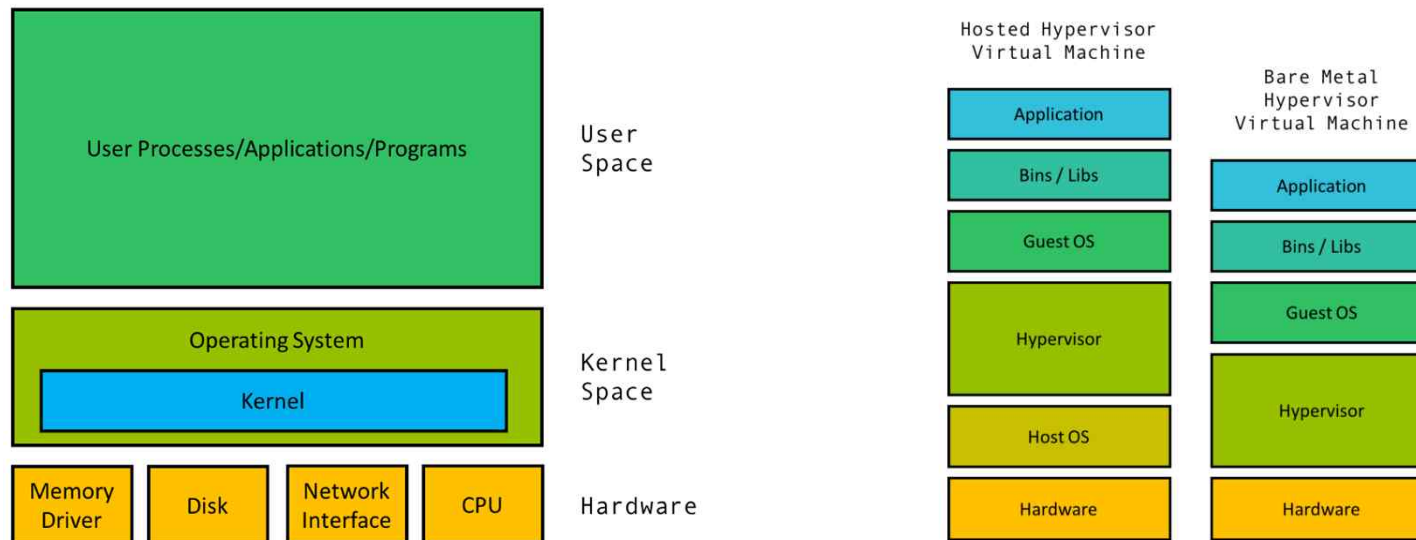 User Processes/Applications/Programs
User
Space
Operating System
Kernel
Kernel
Space
Memory
Driver
Disk
Network
Interface
CPU
Hardware
Hosted Hypervisor
Virtual Machine
Application
Bins / Libs
Guest OS
Hypervisor
Host OS
Hardware
Bare Metal
Hypervisor
Virtual Machine
Application
Bins / Libs
Guest OS
Hypervisor
Hardware